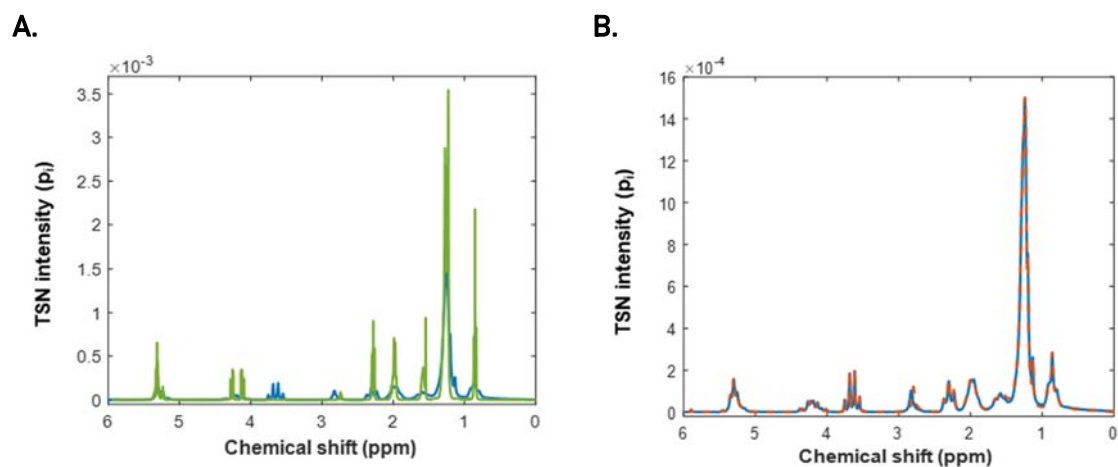 A.
×10⁻³
3.5
3
2.5
2
1.5
1
0.5
0
6 5 4 3 2 1 0
TSN intensity (pᵢ)
Chemical shift (ppm)
B.
×10⁻⁴
16
14
12
10
8
6
4
2
0
6 5 4 3 2 1 0
TSN intensity (pᵢ)
Chemical shift (ppm)